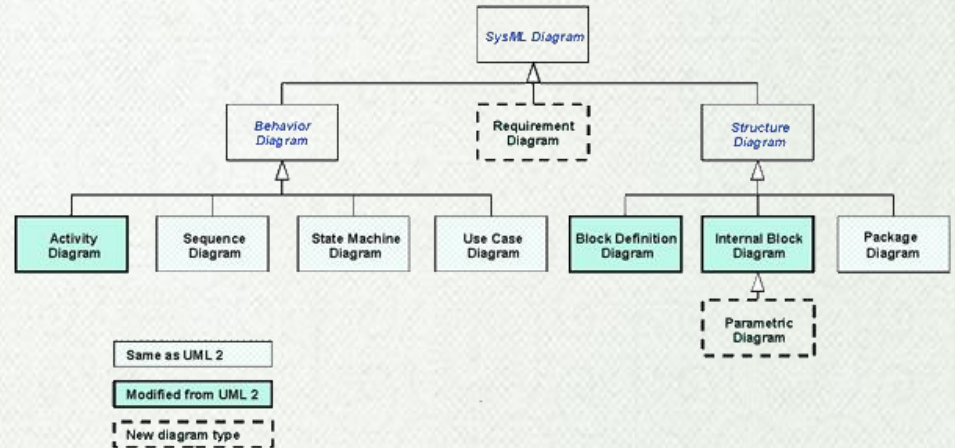 SysML Diagram
Behavior
Diagram
Requirement
Diagram
Structure
Diagram
Activity
Diagram
Sequence
Diagram
State Machine
Diagram
Use Case
Diagram
Block Definition
Diagram
Internal Block
Diagram
Package
Diagram
Parametric
Diagram
Same as UML 2
Modified from UML 2
New diagram type